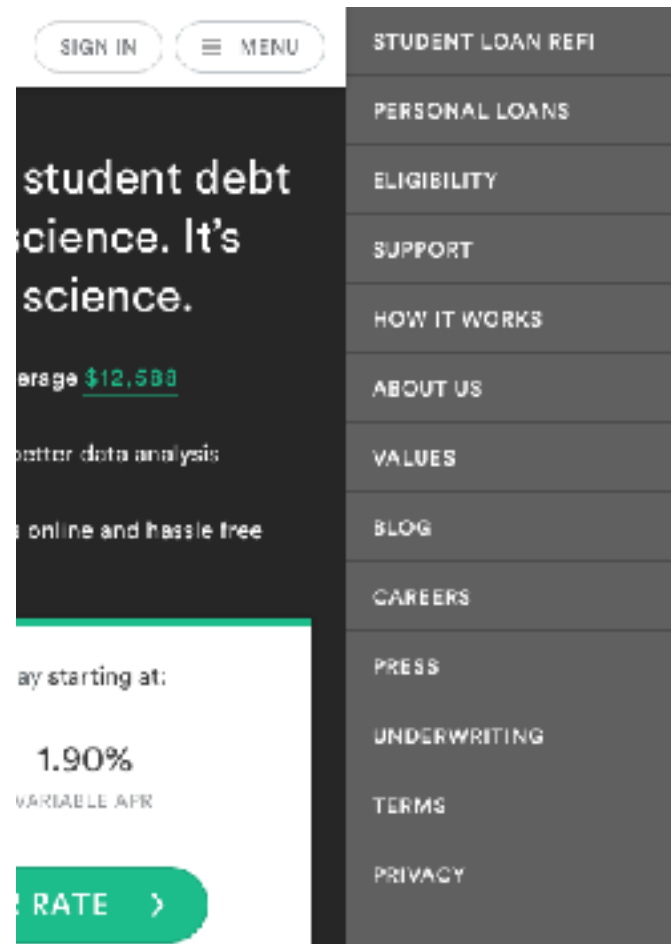 SIGN IN
MENU
student debt
science. It's
science.
erage $12,588
better data analysis
online and hassle free
ay starting at:
1.90%
VARIABLE APR
RATE
STUDENT LOAN REFI
PERSONAL LOANS
ELIGIBILITY
SUPPORT
HOW IT WORKS
ABOUT US
VALUES
BLOG
CAREERS
PRESS
UNDERWRITING
TERMS
PRIVACY